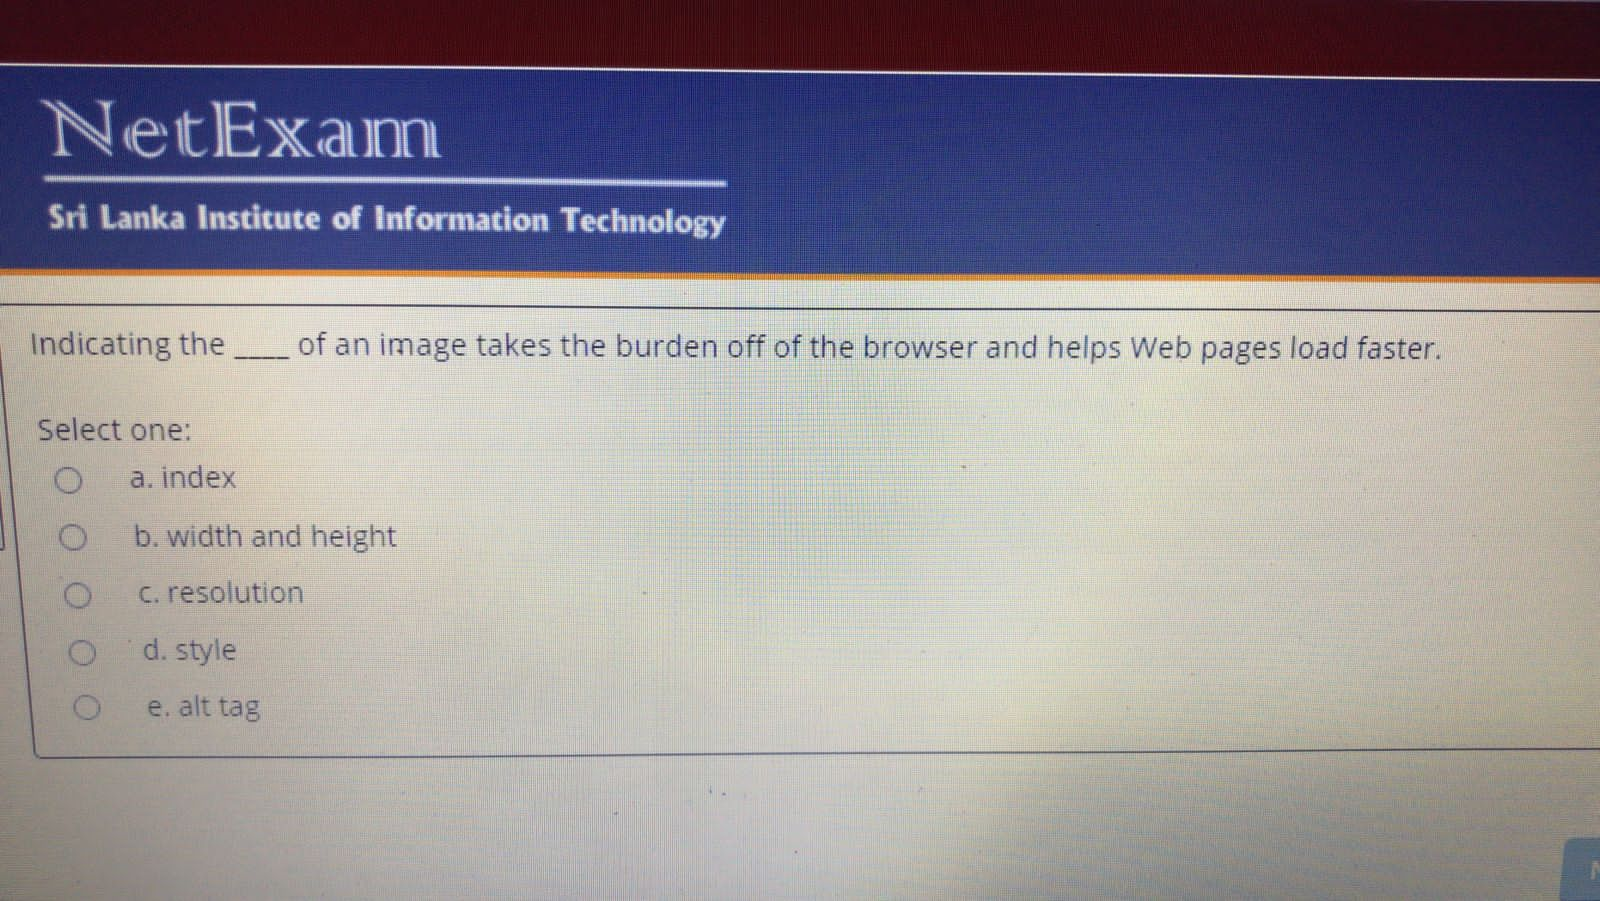 NetExam
Sri Lanka Institute of Information Technology
Indicating the ____ of an image takes the burden off of the browser and helps Web pages load faster.
Select one:
a. index
b. width and height
c. resolution
d. style
e. alt tag